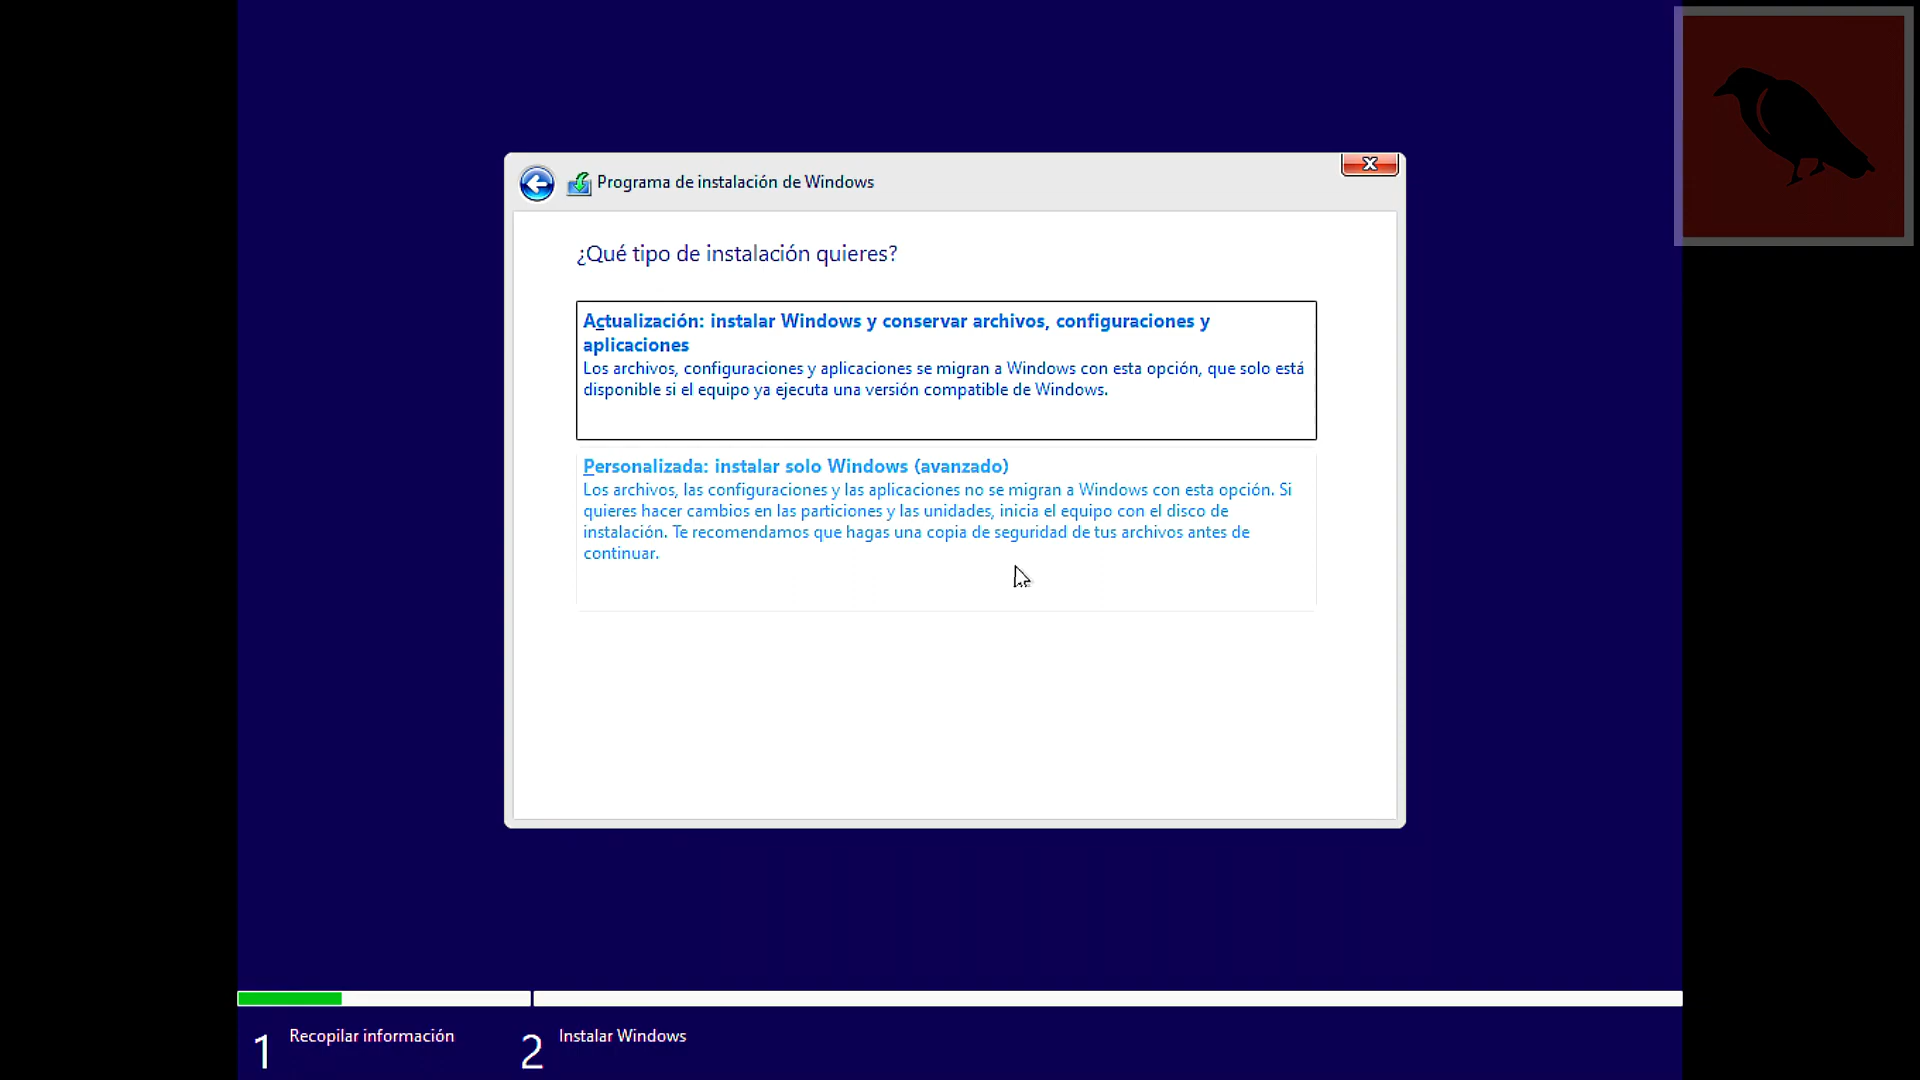 Programa de instalación de Windows
¿Qué tipo de instalación quieres?
Actualización: instalar Windows y conservar archivos, configuraciones y
aplicaciones
Los archivos, configuraciones y aplicaciones se migran a Windows con esta opción, que solo está
disponible si el equipo ya ejecuta una versión compatible de Windows.
Personalizada: instalar solo Windows (avanzado)
Los archivos, las configuraciones y las aplicaciones no se migran a Windows con esta opción. Si
quieres hacer cambios en las particiones y las unidades, inicia el equipo con el disco de
instalación. Te recomendamos que hagas una copia de seguridad de tus archivos antes de
continuar.
1 Recopilar información
2 Instalar Windows